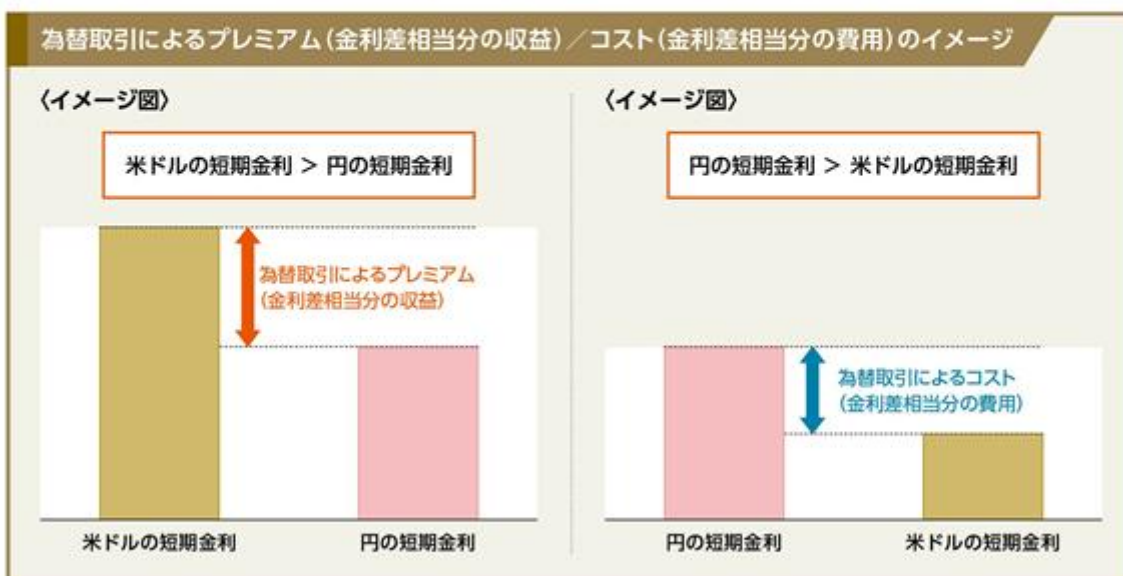 為替取引によるプレミアム(金利差相当分の収益)/コスト(金利差相当分の費用)のイメージ
〈イメージ図〉
米ドルの短期金利 > 円の短期金利
為替取引によるプレミアム
(金利差相当分の収益)
米ドルの短期金利
円の短期金利
〈イメージ図〉
円の短期金利 > 米ドルの短期金利
為替取引によるコスト
(金利差相当分の費用)
円の短期金利
米ドルの短期金利